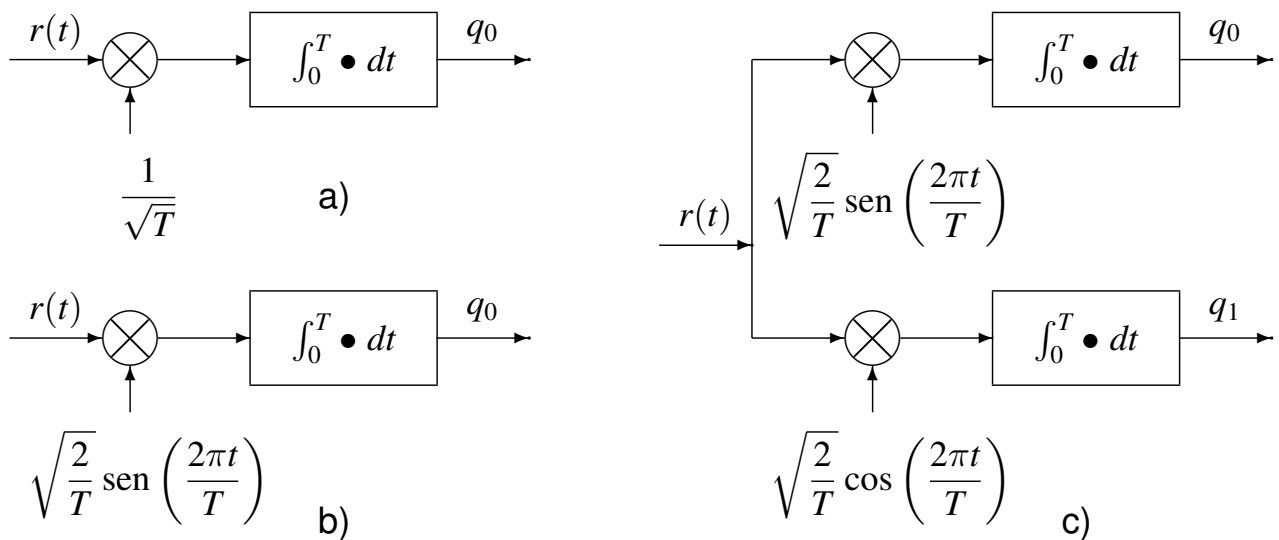 r(t) ∫₀ᵀ • dt q₀
1/√T
a)
r(t) ∫₀ᵀ • dt q₀
√(2/T) sen (2πt/T)
b)
∫₀ᵀ • dt q₀
√(2/T) sen (2πt/T)
r(t)
∫₀ᵀ • dt q₁
√(2/T) cos (2πt/T)
c)